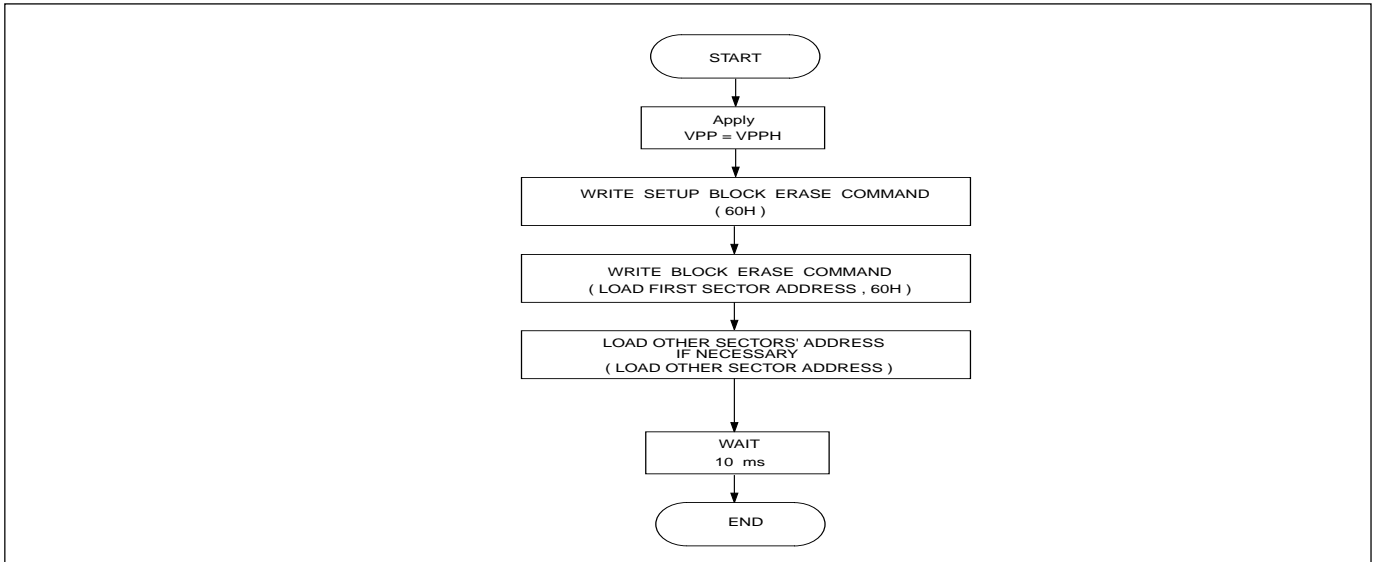 START
Apply
VPP = VPPH
WRITE SETUP BLOCK ERASE COMMAND
( 60H )
WRITE BLOCK ERASE COMMAND
( LOAD FIRST SECTOR ADDRESS , 60H )
LOAD OTHER SECTORS' ADDRESS
IF NECESSARY
( LOAD OTHER SECTOR ADDRESS )
WAIT
10 ms
END